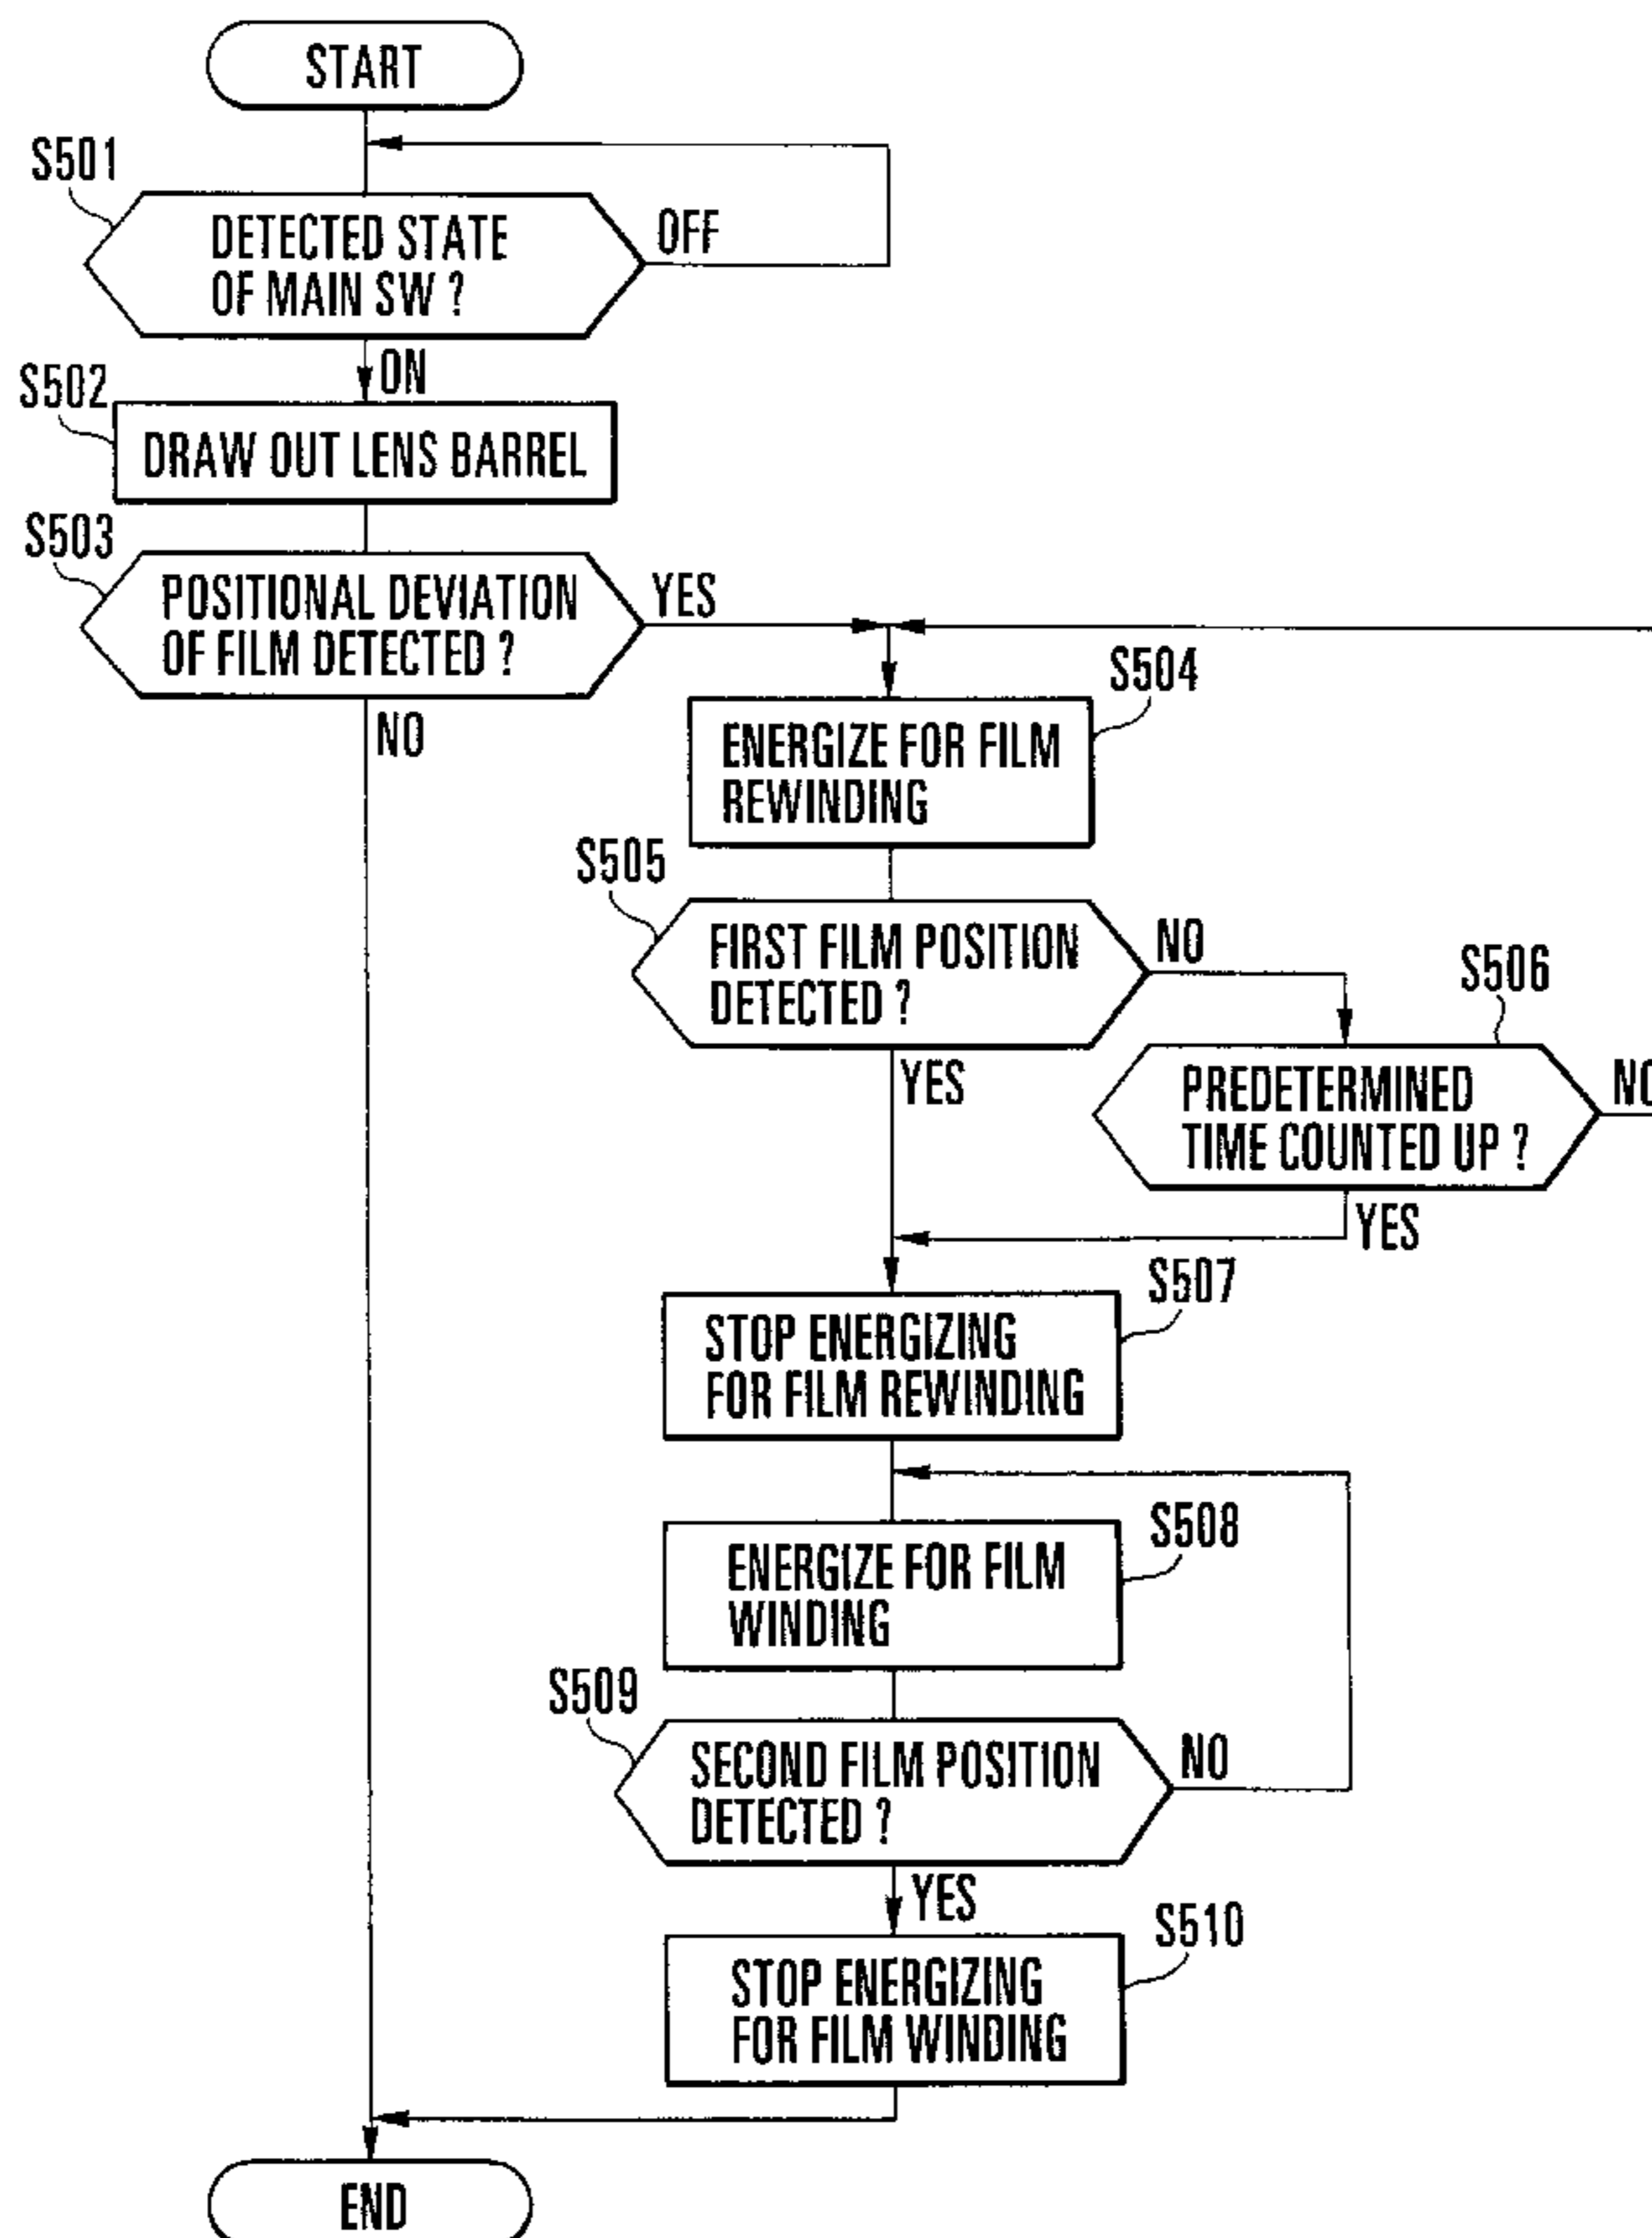 START
S501
DETECTED STATE
OF MAIN SW ?
OFF
ON
S502
DRAW OUT LENS BARREL
S503
POSITIONAL DEVIATION
OF FILM DETECTED ?
YES
NO
S504
ENERGIZE FOR FILM
REWINDING
S505
FIRST FILM POSITION
DETECTED ?
NO
YES
S506
PREDETERMINED
TIME COUNTED UP ?
NO
YES
S507
STOP ENERGIZING
FOR FILM REWINDING
S508
ENERGIZE FOR FILM
WINDING
S509
SECOND FILM POSITION
DETECTED ?
NO
YES
S510
STOP ENERGIZING
FOR FILM WINDING
END